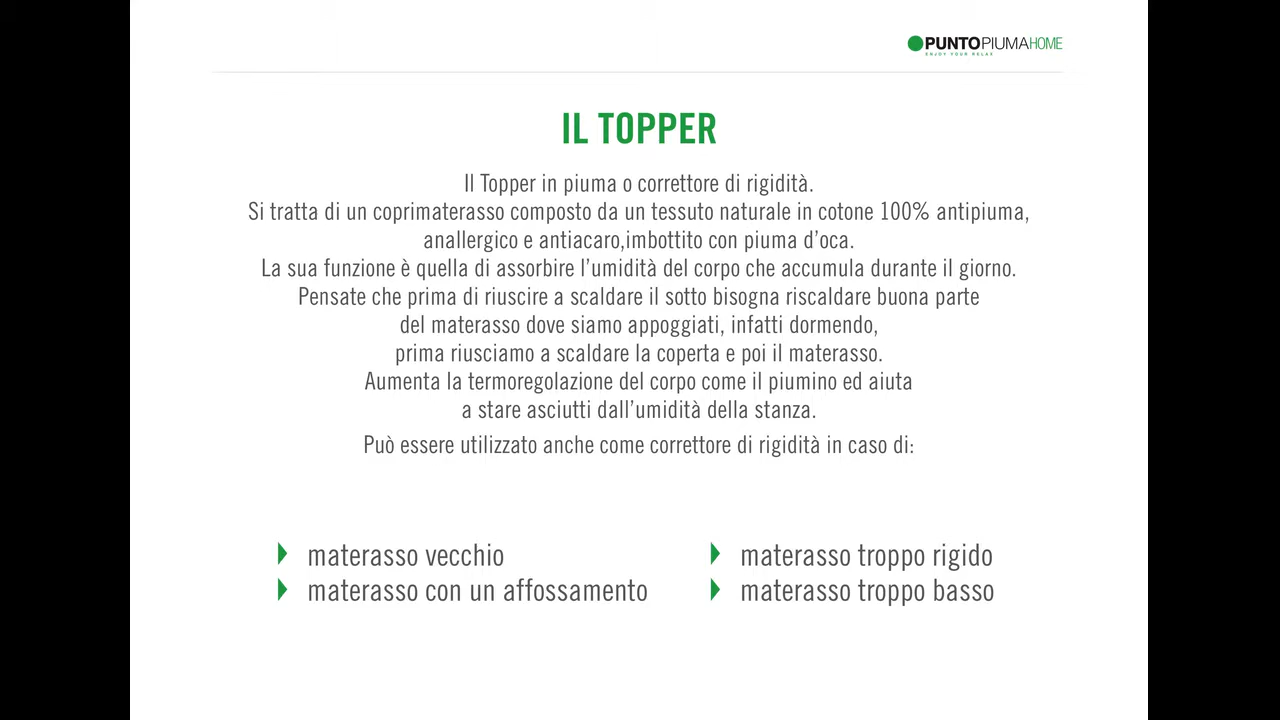 PUNTOPIUMAHOME
ENJOY YOUR RELAX
IL TOPPER
Il Topper in piuma o correttore di rigidità.
Si tratta di un coprimaterasso composto da un tessuto naturale in cotone 100% antipiuma,
anallergico e antiacaro,imbottito con piuma d’oca.
La sua funzione è quella di assorbire l’umidità del corpo che accumula durante il giorno.
Pensate che prima di riuscire a scaldare il sotto bisogna riscaldare buona parte
del materasso dove siamo appoggiati, infatti dormendo,
prima riusciamo a scaldare la coperta e poi il materasso.
Aumenta la termoregolazione del corpo come il piumino ed aiuta
a stare asciutti dall’umidità della stanza.
Può essere utilizzato anche come correttore di rigidità in caso di:
materasso vecchio
materasso con un affossamento
materasso troppo rigido
materasso troppo basso